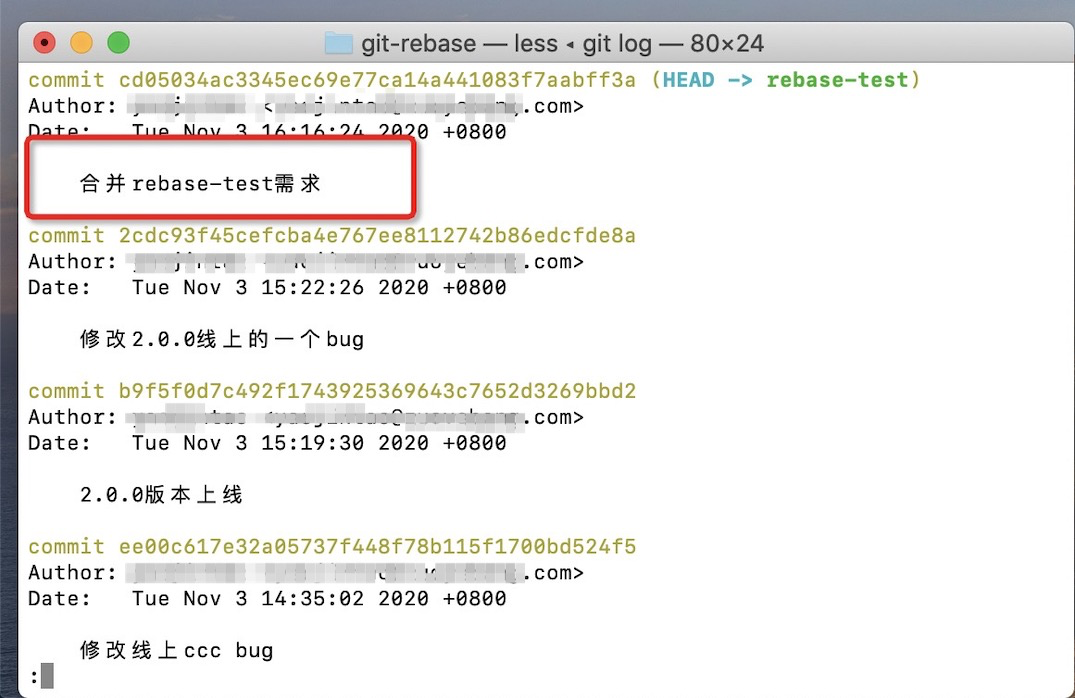 git-rebase — less ◂ git log — 80×24
commit cd05034ac3345ec69e77ca14a441083f7aabff3a (HEAD -> rebase-test)
Author: .com>
Date: Tue Nov 3 16:16:24 2020 +0800
合并rebase-test需求
commit 2cdc93f45cefcba4e767ee8112742b86edcfde8a
Author: .com>
Date: Tue Nov 3 15:22:26 2020 +0800
修改2.0.0线上的一个bug
commit b9f5f0d7c492f1743925369643c7652d3269bbd2
Author: .com>
Date: Tue Nov 3 15:19:30 2020 +0800
2.0.0版本上线
commit ee00c617e32a05737f448f78b115f1700bd524f5
Author: .com>
Date: Tue Nov 3 14:35:02 2020 +0800
修改线上ccc bug
: